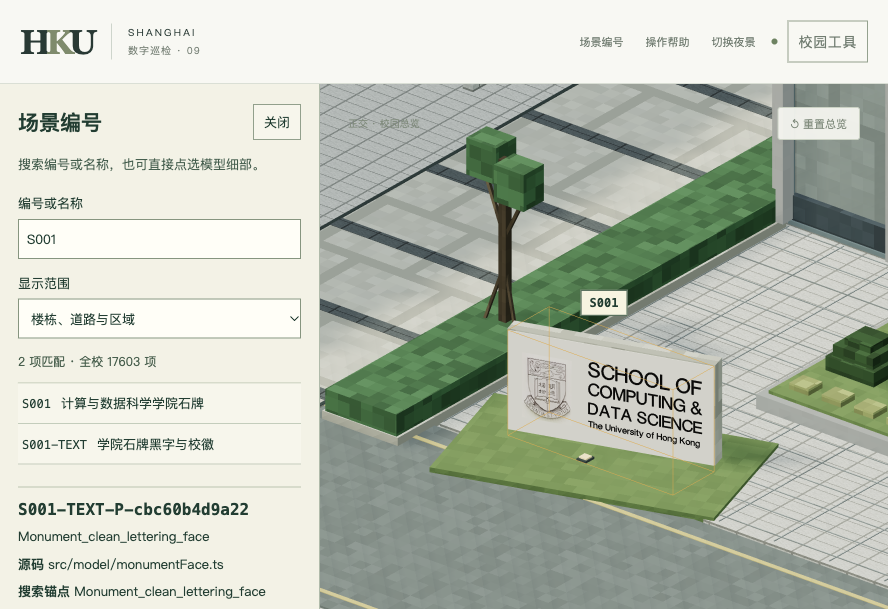 HKU
SHANGHAI
数字巡检 · 09
场景编号
操作帮助
切换夜景
校园工具
场景编号
关闭
搜索编号或名称，也可直接点选模型细部。
编号或名称
S001
显示范围
楼栋、道路与区域
2 项匹配 · 全校 17603 项
S001 计算与数据科学学院石牌
S001-TEXT 学院石牌黑字与校徽
S001-TEXT-P-cbc60b4d9a22
Monument_clean_lettering_face
源码 src/model/monumentFace.ts
搜索锚点 Monument_clean_lettering_face
正交 · 校园总览
↺ 重置总览
S001
SCHOOL OF
COMPUTING &
DATA SCIENCE
The University of Hong Kong